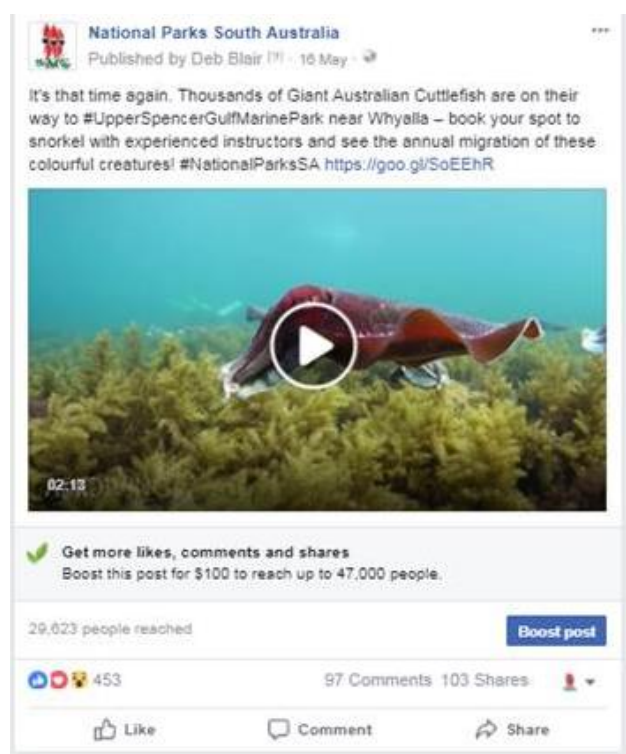 National Parks South Australia
Published by Deb Blair [?] · 16 May ·
It's that time again. Thousands of Giant Australian Cuttlefish are on their
way to #UpperSpencerGulfMarinePark near Whyalla – book your spot to
snorkel with experienced instructors and see the annual migration of these
colourful creatures! #NationalParksSA https://goo.gl/SoEEhR
02:13
Get more likes, comments and shares
Boost this post for $100 to reach up to 47,000 people.
29,623 people reached
Boost post
453
97 Comments 103 Shares
Like Comment Share